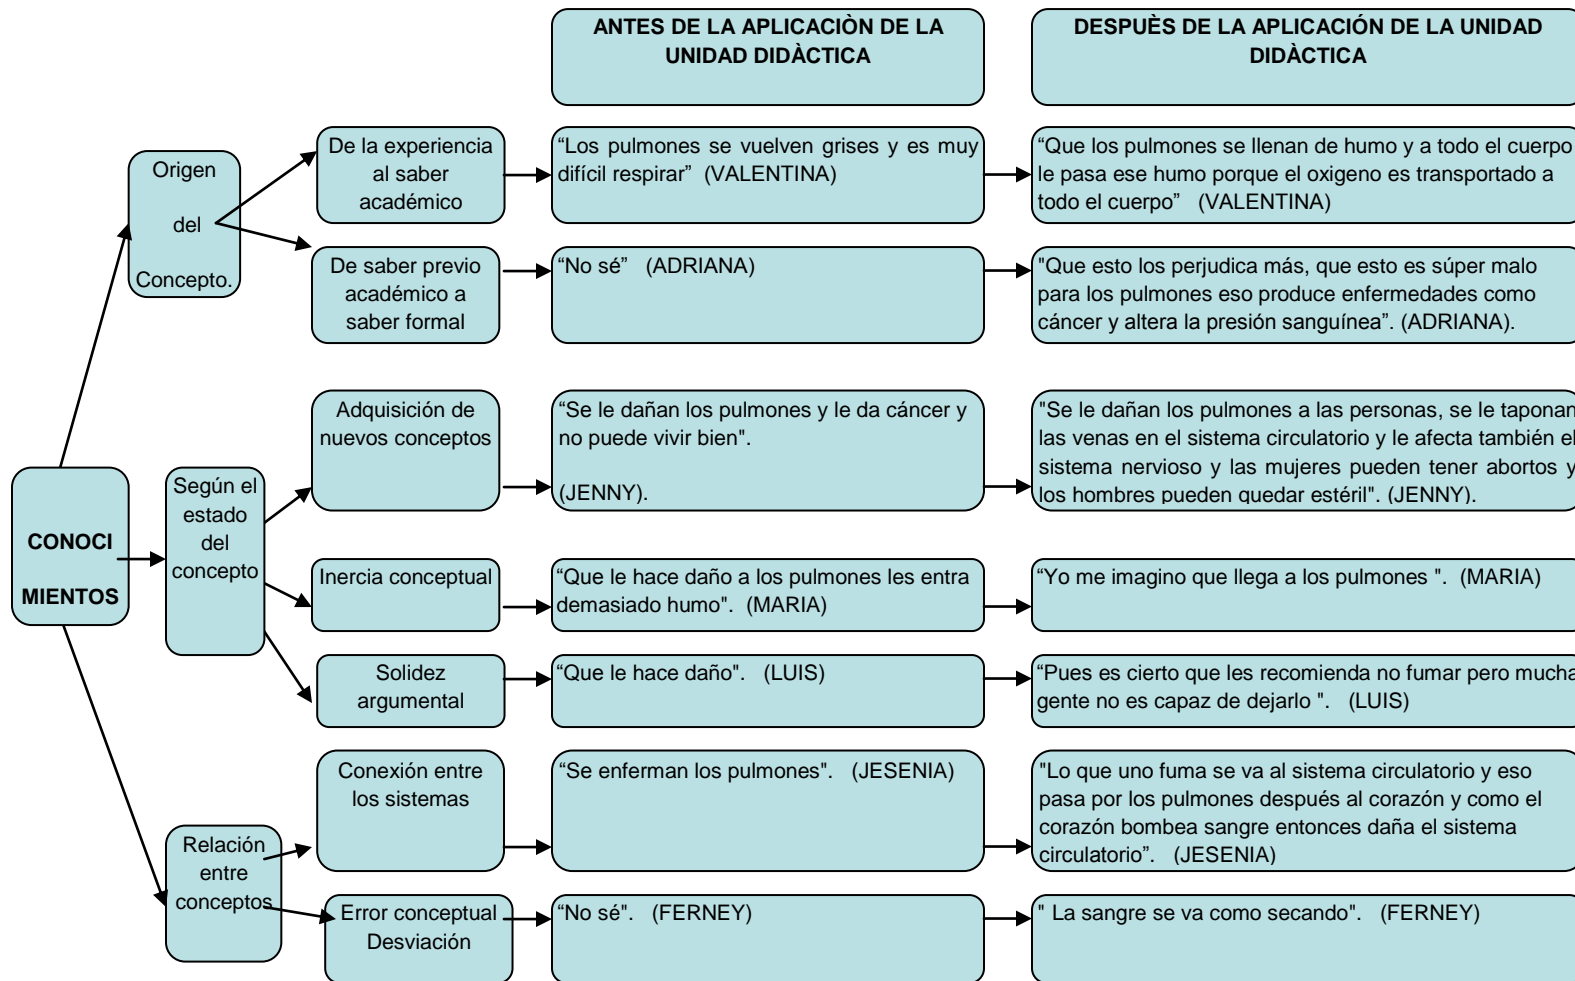 ANTES DE LA APLICACIÒN DE LA
UNIDAD DIDÀCTICA
DESPUÈS DE LA APLICACIÓN DE LA UNIDAD
DIDÀCTICA
CONOCI
MIENTOS
Origen
del
Concepto.
De la experiencia
al saber
académico
“Los pulmones se vuelven grises y es muy
difícil respirar” (VALENTINA)
“Que los pulmones se llenan de humo y a todo el cuerpo
le pasa ese humo porque el oxigeno es transportado a
todo el cuerpo” (VALENTINA)
De saber previo
académico a
saber formal
“No sé” (ADRIANA)
"Que esto los perjudica más, que esto es súper malo
para los pulmones eso produce enfermedades como
cáncer y altera la presión sanguínea”. (ADRIANA).
Según el
estado
del
concepto
Adquisición de
nuevos conceptos
“Se le dañan los pulmones y le da cáncer y
no puede vivir bien".
(JENNY).
"Se le dañan los pulmones a las personas, se le taponan
las venas en el sistema circulatorio y le afecta también el
sistema nervioso y las mujeres pueden tener abortos y
los hombres pueden quedar estéril". (JENNY).
Inercia conceptual
“Que le hace daño a los pulmones les entra
demasiado humo". (MARIA)
“Yo me imagino que llega a los pulmones ". (MARIA)
Solidez
argumental
“Que le hace daño". (LUIS)
“Pues es cierto que les recomienda no fumar pero mucha
gente no es capaz de dejarlo ". (LUIS)
Relación
entre
conceptos
Conexión entre
los sistemas
“Se enferman los pulmones". (JESENIA)
"Lo que uno fuma se va al sistema circulatorio y eso
pasa por los pulmones después al corazón y como el
corazón bombea sangre entonces daña el sistema
circulatorio”. (JESENIA)
Error conceptual
Desviación
“No sé". (FERNEY)
" La sangre se va como secando". (FERNEY)